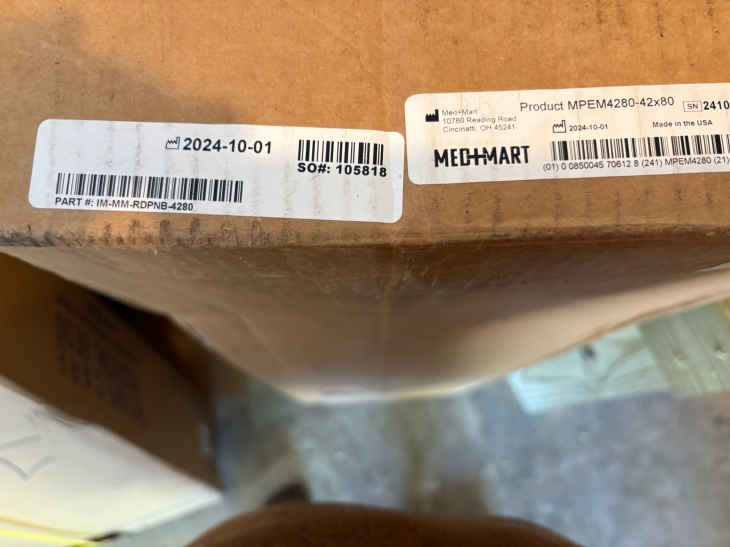 2024-10-01
SO#: 105818
PART #: IM-MM-RDPNB-4280
Med+Mart
10780 Reading Road
Cincinatti, OH 45241
Product MPEM4280-42x80
SN 2410
2024-10-01
Made in the USA
MED+MART
(01) 0 0850045 70612 8 (241) MPEM4280 (21)